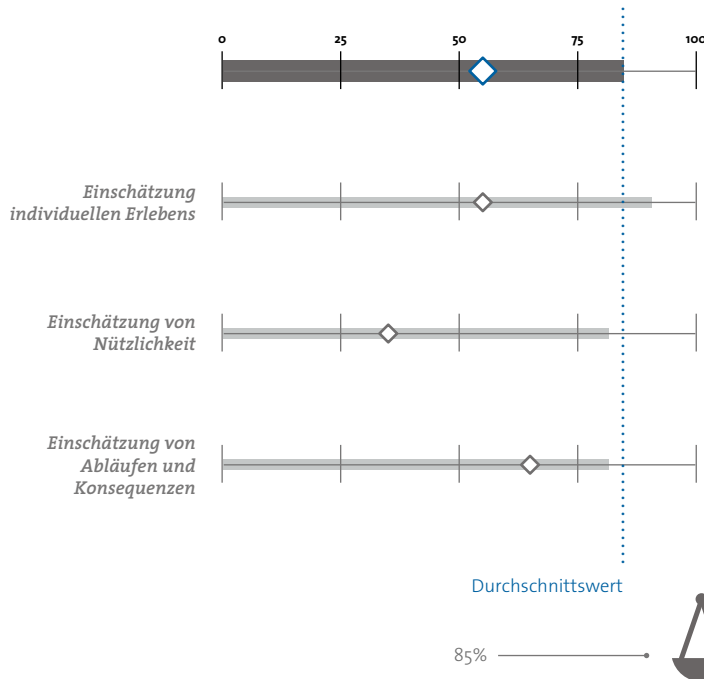 0 25 50 75 100
Einschätzung
individuellen Erlebens
Einschätzung von
Nützlichkeit
Einschätzung von
Abläufen und
Konsequenzen
Durchschnittswert
85%